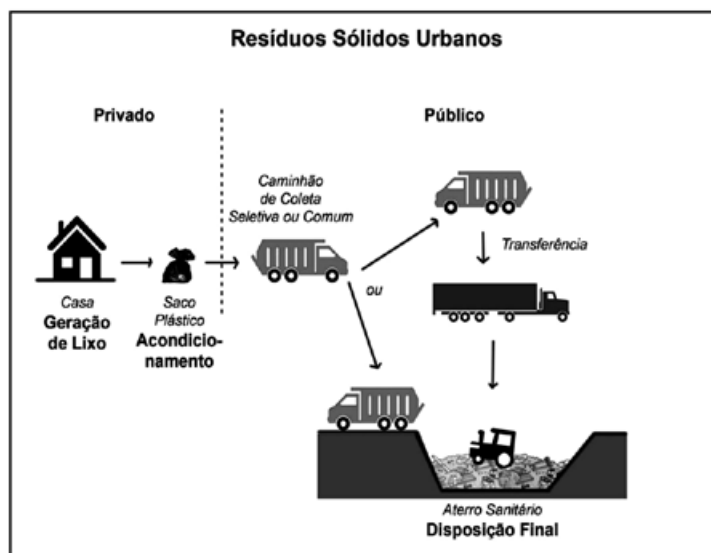 Resíduos Sólidos Urbanos
Privado
Público
Caminhão
de Coleta
Seletiva ou Comum
Transferência
ou
Casa
Geração
de Lixo
Saco
Plástico
Acondicio-
namento
Aterro Sanitário
Disposição Final